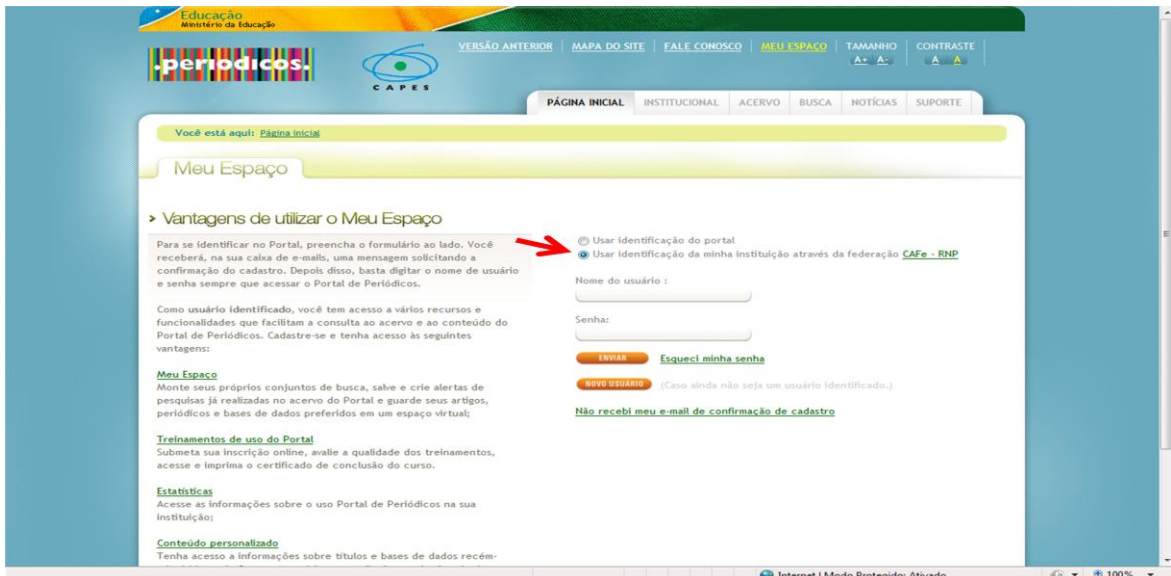 Educação
Ministério da Educação
VERSÃO ANTERIOR | MAPA DO SITE | FALE CONOSCO | MEU ESPAÇO | TAMANHO CONTRASTE
A+ A- A A
.periodicos.
CAPES
PÁGINA INICIAL INSTITUCIONAL ACERVO BUSCA NOTÍCIAS SUPORTE
Você está aqui: Página Inicial
Meu Espaço
> Vantagens de utilizar o Meu Espaço
Para se identificar no Portal, preencha o formulário ao lado. Você
receberá, na sua caixa de e-mails, uma mensagem solicitando a
confirmação do cadastro. Depois disso, basta digitar o nome de usuário
e senha sempre que acessar o Portal de Periódicos.
Como usuário identificado, você tem acesso a vários recursos e
funcionalidades que facilitam a consulta ao acervo e ao conteúdo do
Portal de Periódicos. Cadastre-se e tenha acesso às seguintes
vantagens:
Meu Espaço
Monte seus próprios conjuntos de busca, salve e crie alertas de
pesquisas já realizadas no acervo do Portal e guarde seus artigos,
periódicos e bases de dados preferidos em um espaço virtual;
Treinamentos de uso do Portal
Submeta sua inscrição online, avalie a qualidade dos treinamentos,
acesse e imprima o certificado de conclusão do curso.
Estatísticas
Acesse as informações sobre o uso Portal de Periódicos na sua
instituição;
Conteúdo personalizado
Tenha acesso a informações sobre títulos e bases de dados recém-
Usar identificação do portal
Usar identificação da minha instituição através da federação CAFe - RNP
Nome do usuário :
Senha:
ENVIAR Esqueci minha senha
NOVO USUÁRIO (Caso ainda não seja um usuário identificado.)
Não recebi meu e-mail de confirmação de cadastro
Internet | Modo Protegido: Ativado
100%